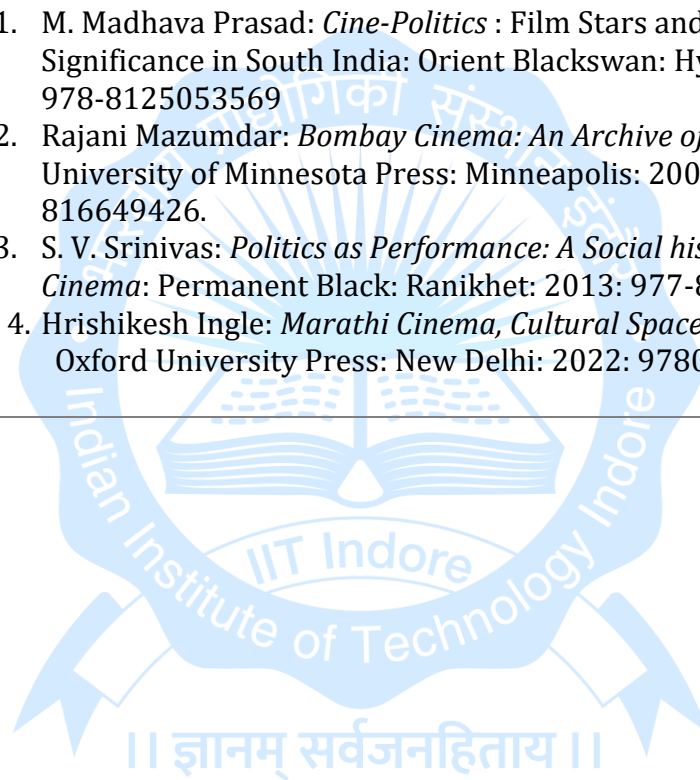 1. M. Madhava Prasad: Cine-Politics : Film Stars and
Significance in South India: Orient Blackswan: Hy
978-8125053569
2. Rajani Mazumdar: Bombay Cinema: An Archive of
University of Minnesota Press: Minneapolis: 200
816649426.
3. S. V. Srinivas: Politics as Performance: A Social his
Cinema: Permanent Black: Ranikhet: 2013: 977-8
4. Hrishikesh Ingle: Marathi Cinema, Cultural Space
Oxford University Press: New Delhi: 2022: 9780
संस्थान इंदौर
IIT Indore
Indian Institute of Technology Indore
।। ज्ञानम् सर्वजनहिताय ।।